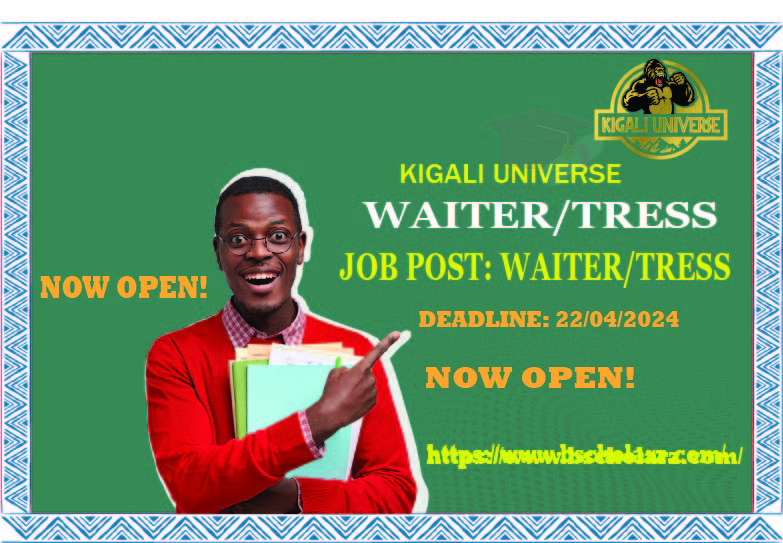 KIGALI UNIVERSE
KIGALI UNIVERSE
WAITER/TRESS
JOB POST: WAITER/TRESS
NOW OPEN!
DEADLINE: 22/04/2024
NOW OPEN!